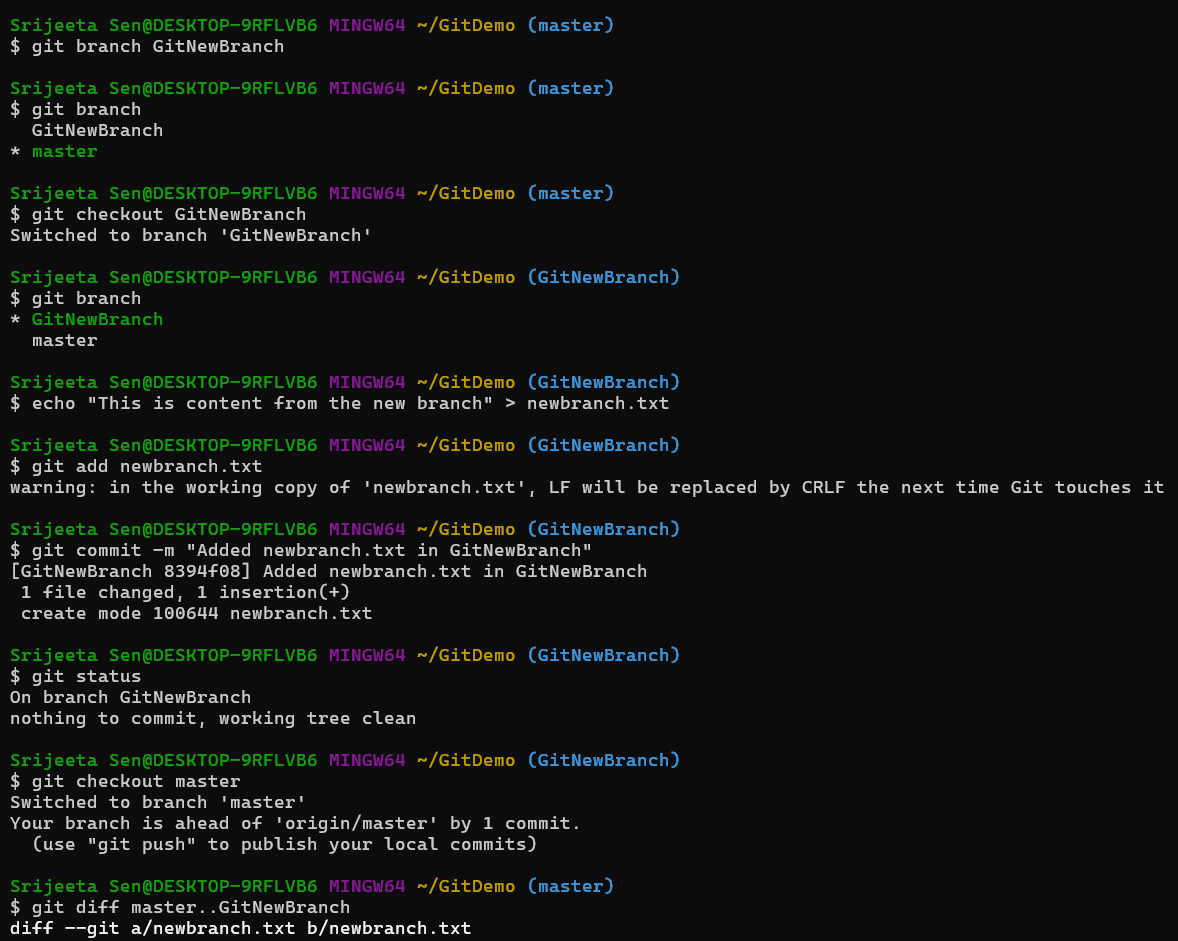 Srijeeta Sen@DESKTOP-9RFLVB6 MINGW64 ~/GitDemo (master)
$ git branch GitNewBranch
Srijeeta Sen@DESKTOP-9RFLVB6 MINGW64 ~/GitDemo (master)
$ git branch
  GitNewBranch
* master
Srijeeta Sen@DESKTOP-9RFLVB6 MINGW64 ~/GitDemo (master)
$ git checkout GitNewBranch
Switched to branch 'GitNewBranch'
Srijeeta Sen@DESKTOP-9RFLVB6 MINGW64 ~/GitDemo (GitNewBranch)
$ git branch
* GitNewBranch
  master
Srijeeta Sen@DESKTOP-9RFLVB6 MINGW64 ~/GitDemo (GitNewBranch)
$ echo "This is content from the new branch" > newbranch.txt
Srijeeta Sen@DESKTOP-9RFLVB6 MINGW64 ~/GitDemo (GitNewBranch)
$ git add newbranch.txt
warning: in the working copy of 'newbranch.txt', LF will be replaced by CRLF the next time Git touches it
Srijeeta Sen@DESKTOP-9RFLVB6 MINGW64 ~/GitDemo (GitNewBranch)
$ git commit -m "Added newbranch.txt in GitNewBranch"
[GitNewBranch 8394f08] Added newbranch.txt in GitNewBranch
 1 file changed, 1 insertion(+)
 create mode 100644 newbranch.txt
Srijeeta Sen@DESKTOP-9RFLVB6 MINGW64 ~/GitDemo (GitNewBranch)
$ git status
On branch GitNewBranch
nothing to commit, working tree clean
Srijeeta Sen@DESKTOP-9RFLVB6 MINGW64 ~/GitDemo (GitNewBranch)
$ git checkout master
Switched to branch 'master'
Your branch is ahead of 'origin/master' by 1 commit.
  (use "git push" to publish your local commits)
Srijeeta Sen@DESKTOP-9RFLVB6 MINGW64 ~/GitDemo (master)
$ git diff master..GitNewBranch
diff --git a/newbranch.txt b/newbranch.txt